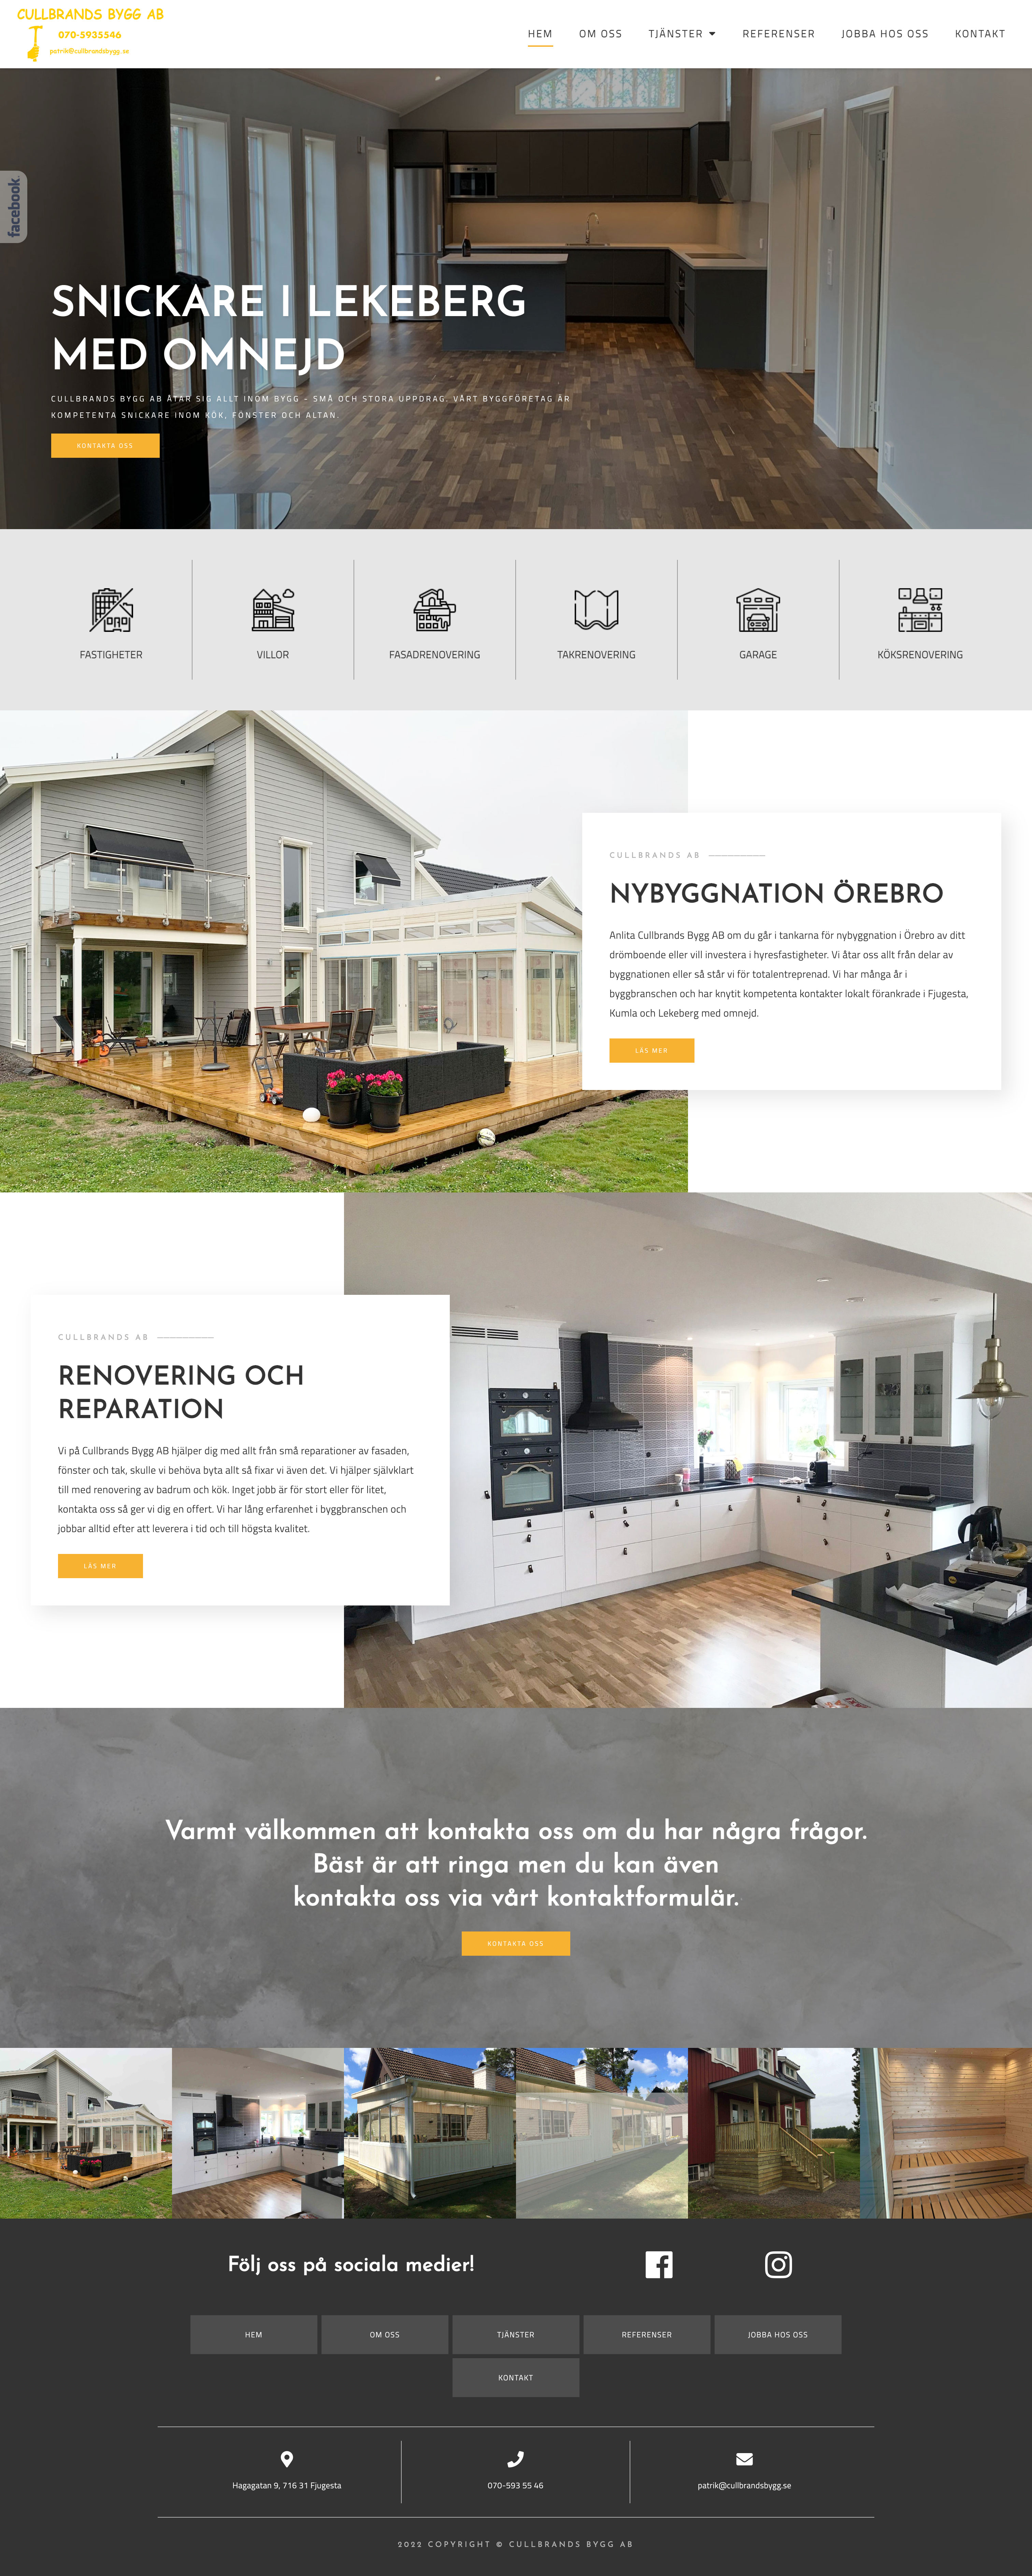 CULLBRANDS BYGG AB
070-5935546
patrik@cullbrandsbygg.se
HEM
OM OSS
TJÄNSTER
REFERENSER
JOBBA HOS OSS
KONTAKT
facebook
SNICKARE I LEKEBERG
MED OMNEJD
CULLBRANDS BYGG AB ÅTAR SIG ALLT INOM BYGG – SMÅ OCH STORA UPPDRAG. VÅRT BYGGFÖRETAG ÄR
KOMPETENTA SNICKARE INOM KÖK, FÖNSTER OCH ALTAN.
KONTAKTA OSS
FASTIGHETER
VILLOR
FASADRENOVERING
TAKRENOVERING
GARAGE
KÖKSRENOVERING
CULLBRANDS AB
NYBYGGNATION ÖREBRO
Anlita Cullbrands Bygg AB om du går i tankarna för nybyggnation i Örebro av ditt
drömboende eller vill investera i hyresfastigheter. Vi åtar oss allt från delar av
byggnationen eller så står vi för totalentreprenad. Vi har många år i
byggbranschen och har knytit kompetenta kontakter lokalt förankrade i Fjugesta,
Kumla och Lekeberg med omnejd.
LÄS MER
CULLBRANDS AB
RENOVERING OCH
REPARATION
Vi på Cullbrands Bygg AB hjälper dig med allt från små reparationer av fasaden,
fönster och tak, skulle vi behöva byta allt så fixar vi även det. Vi hjälper självklart
till med renovering av badrum och kök. Inget jobb är för stort eller för litet,
kontakta oss så ger vi dig en offert. Vi har lång erfarenhet i byggbranschen och
jobbar alltid efter att leverera i tid och till högsta kvalitet.
LÄS MER
Varmt välkommen att kontakta oss om du har några frågor.
Bäst är att ringa men du kan även
kontakta oss via vårt kontaktformulär.
KONTAKTA OSS
Följ oss på sociala medier!
HEM
OM OSS
TJÄNSTER
REFERENSER
JOBBA HOS OSS
KONTAKT
Hagagatan 9, 716 31 Fjugesta
070-593 55 46
patrik@cullbrandsbygg.se
2022 COPYRIGHT © CULLBRANDS BYGG AB